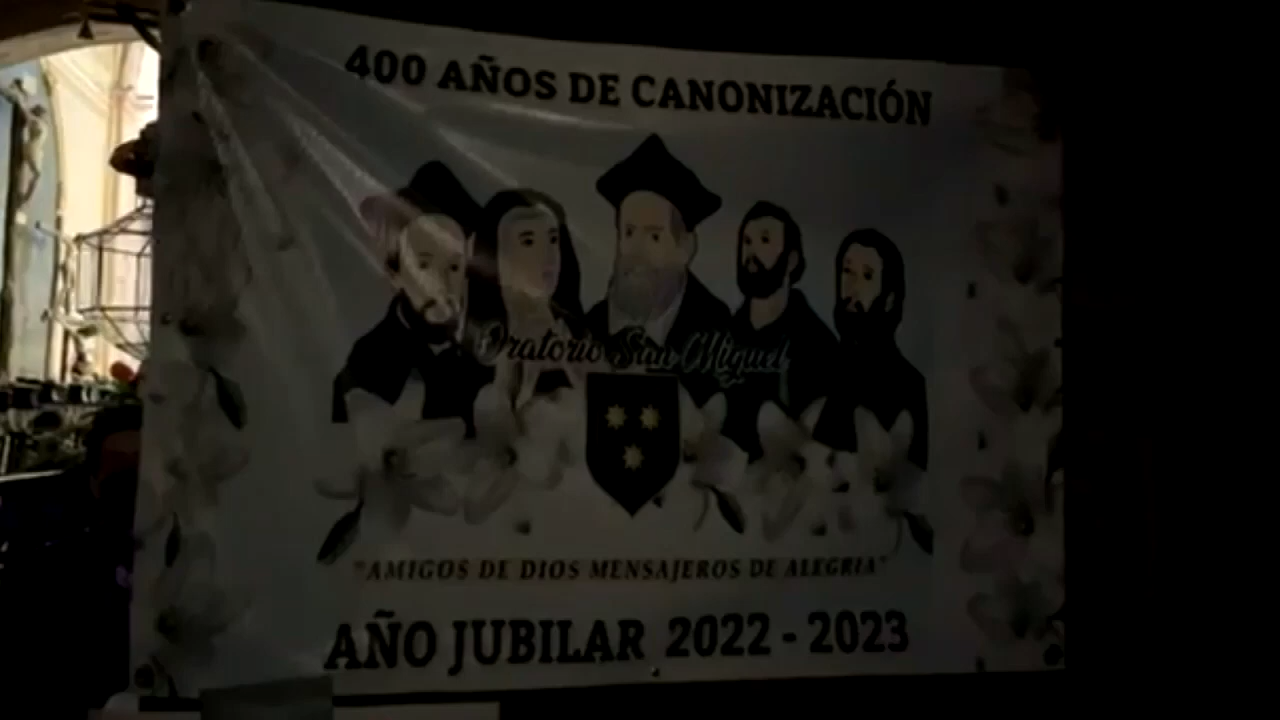 400 AÑOS DE CANONIZACIÓN
Oratorio San Miguel
"AMIGOS DE DIOS MENSAJEROS DE ALEGRIA"
AÑO JUBILAR 2022 - 2023